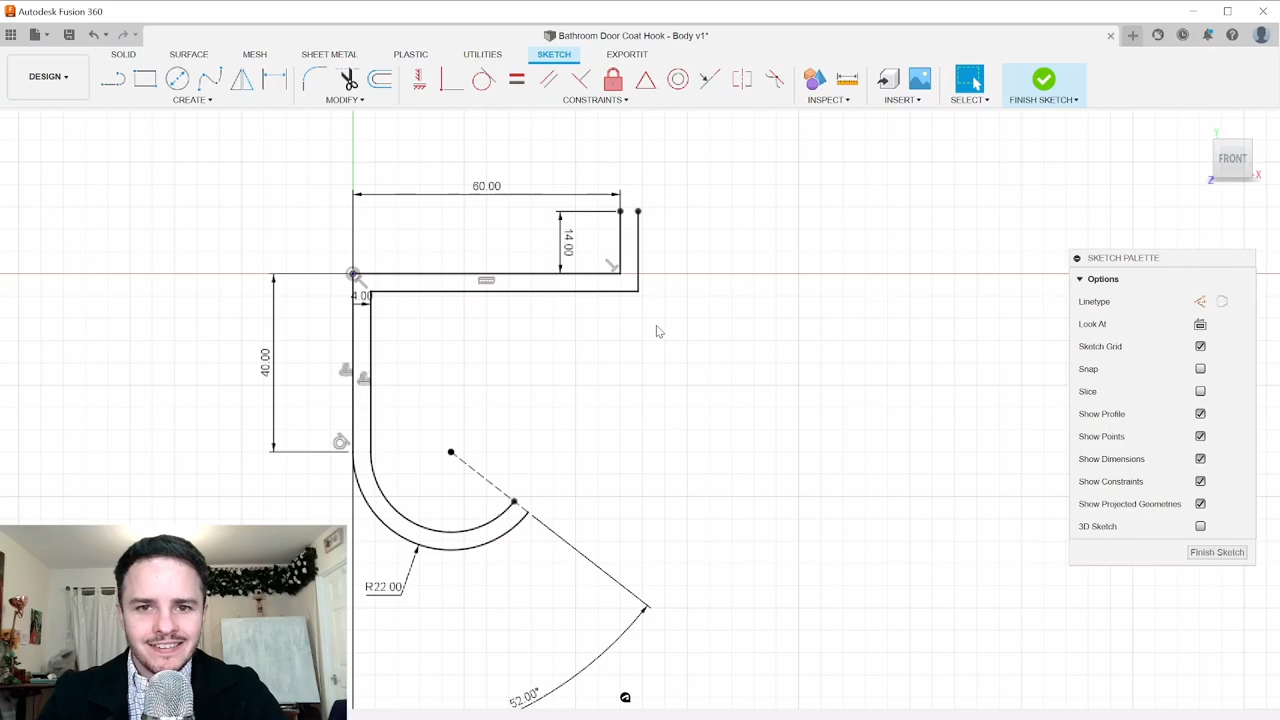 Autodesk Fusion 360
Bathroom Door Coat Hook - Body v1*
DESIGN
SOLID SURFACE MESH SHEET METAL PLASTIC UTILITIES SKETCH EXPORTIT
CREATE MODIFY CONSTRAINTS INSPECT INSERT SELECT FINISH SKETCH
Y
FRONT
X
Z
60.00
14.00
4.00
40.00
R22.00
52.00°
SKETCH PALETTE
Options
Linetype
Look At
Sketch Grid
Snap
Slice
Show Profile
Show Points
Show Dimensions
Show Constraints
Show Projected Geometries
3D Sketch
Finish Sketch